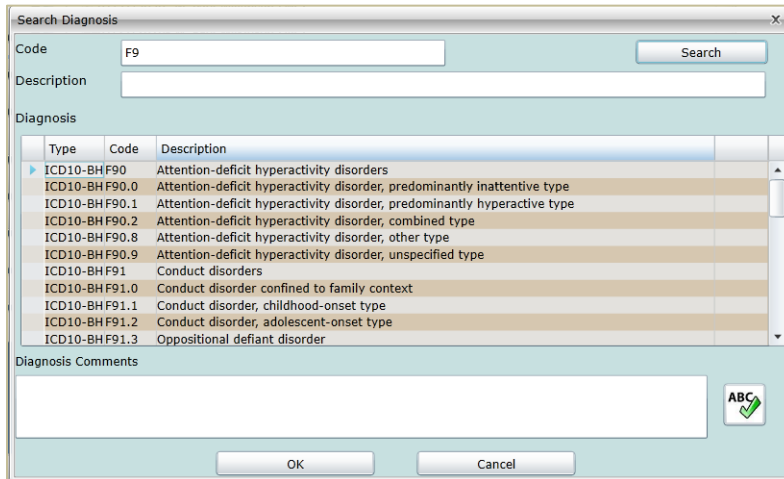 Search Diagnosis X
Code F9 Search
Description
Diagnosis
Type Code Description
ICD10-BH F90 Attention-deficit hyperactivity disorders
ICD10-BH F90.0 Attention-deficit hyperactivity disorder, predominantly inattentive type
ICD10-BH F90.1 Attention-deficit hyperactivity disorder, predominantly hyperactive type
ICD10-BH F90.2 Attention-deficit hyperactivity disorder, combined type
ICD10-BH F90.8 Attention-deficit hyperactivity disorder, other type
ICD10-BH F90.9 Attention-deficit hyperactivity disorder, unspecified type
ICD10-BH F91 Conduct disorders
ICD10-BH F91.0 Conduct disorder confined to family context
ICD10-BH F91.1 Conduct disorder, childhood-onset type
ICD10-BH F91.2 Conduct disorder, adolescent-onset type
ICD10-BH F91.3 Oppositional defiant disorder
Diagnosis Comments
ABC
OK Cancel